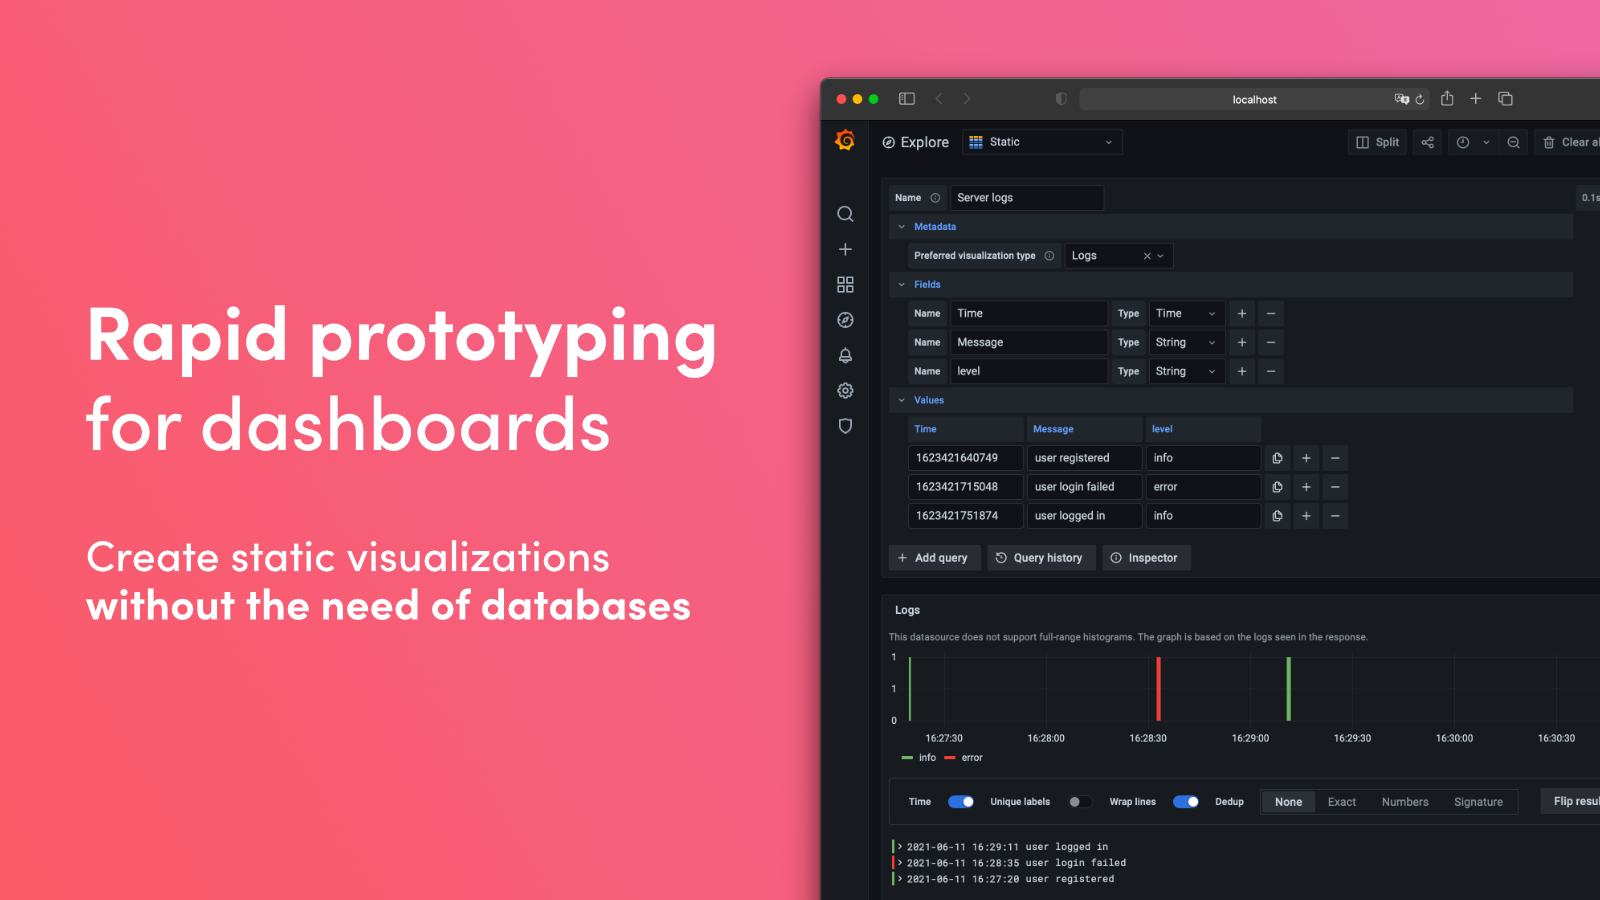 Rapid prototyping
for dashboards
Create static visualizations
without the need of databases
localhost
Explore Static Split Clear al
Name Server logs 0.1s
Metadata
Preferred visualization type Logs
Fields
Name Time Type Time
Name Message Type String
Name level Type String
Values
Time Message level
1623421640749 user registered info
1623421715048 user login failed error
1623421751874 user logged in info
Add query Query history Inspector
Logs
This datasource does not support full-range histograms. The graph is based on the logs seen in the response.
1
1
0
16:27:30 16:28:00 16:28:30 16:29:00 16:29:30 16:30:00 16:30:30
info error
Time Unique labels Wrap lines Dedup None Exact Numbers Signature Flip resul
2021-06-11 16:29:11 user logged in
2021-06-11 16:28:35 user login failed
2021-06-11 16:27:20 user registered